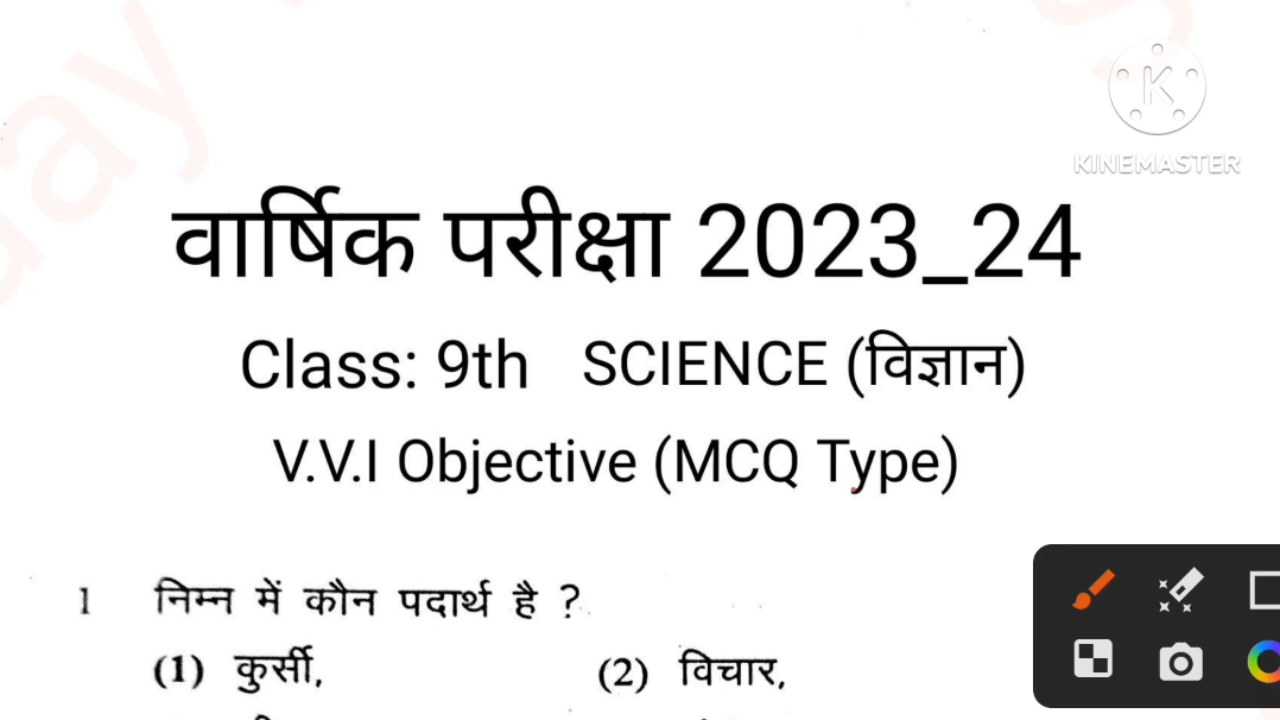 KINEMASTER
वार्षिक परीक्षा 2023_24
Class: 9th SCIENCE (विज्ञान)
V.V.I Objective (MCQ Type)
1 निम्न में कौन पदार्थ है ?
(1) कुर्सी, (2) विचार,